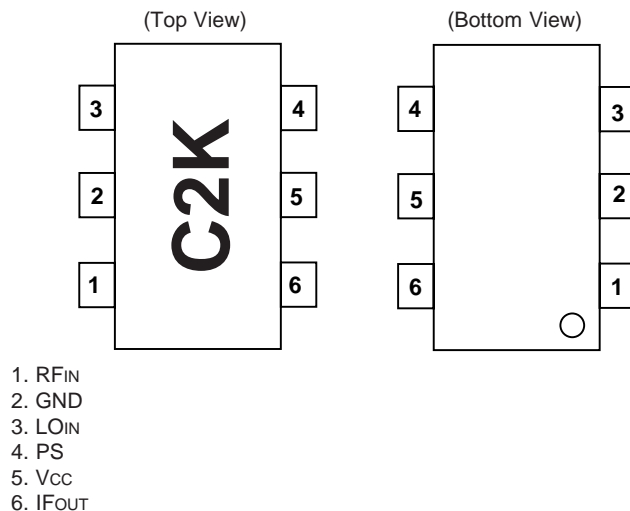 (Top View) (Bottom View)
3 4 4 3
2 5 5 2
1 6 6 1
C2K
1. RFIN
2. GND
3. LOIN
4. PS
5. VCC
6. IFOUT